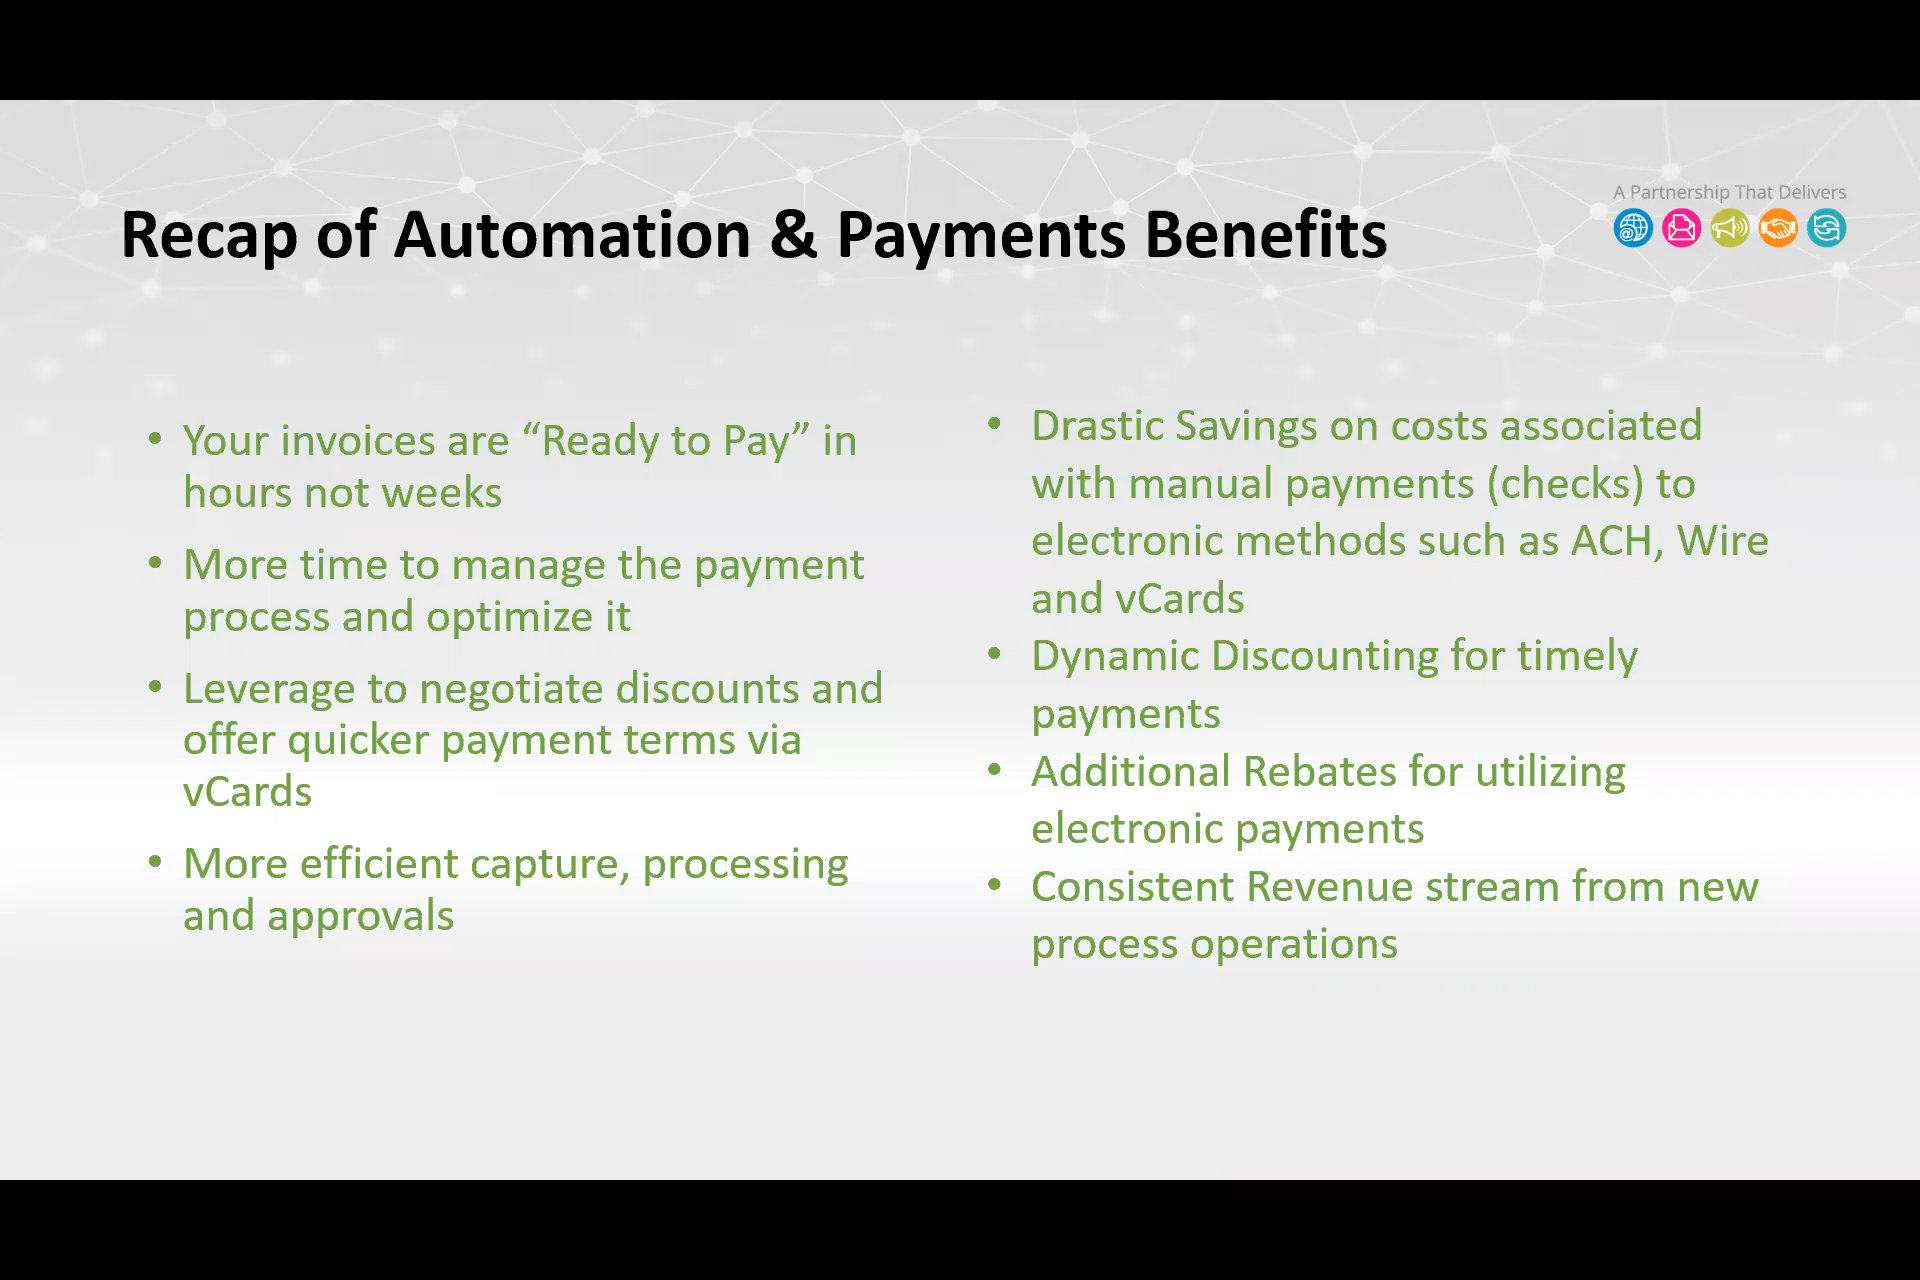 A Partnership That Delivers
Recap of Automation & Payments Benefits
• Your invoices are “Ready to Pay” in
hours not weeks
• More time to manage the payment
process and optimize it
• Leverage to negotiate discounts and
offer quicker payment terms via
vCards
• More efficient capture, processing
and approvals
• Drastic Savings on costs associated
with manual payments (checks) to
electronic methods such as ACH, Wire
and vCards
• Dynamic Discounting for timely
payments
• Additional Rebates for utilizing
electronic payments
• Consistent Revenue stream from new
process operations